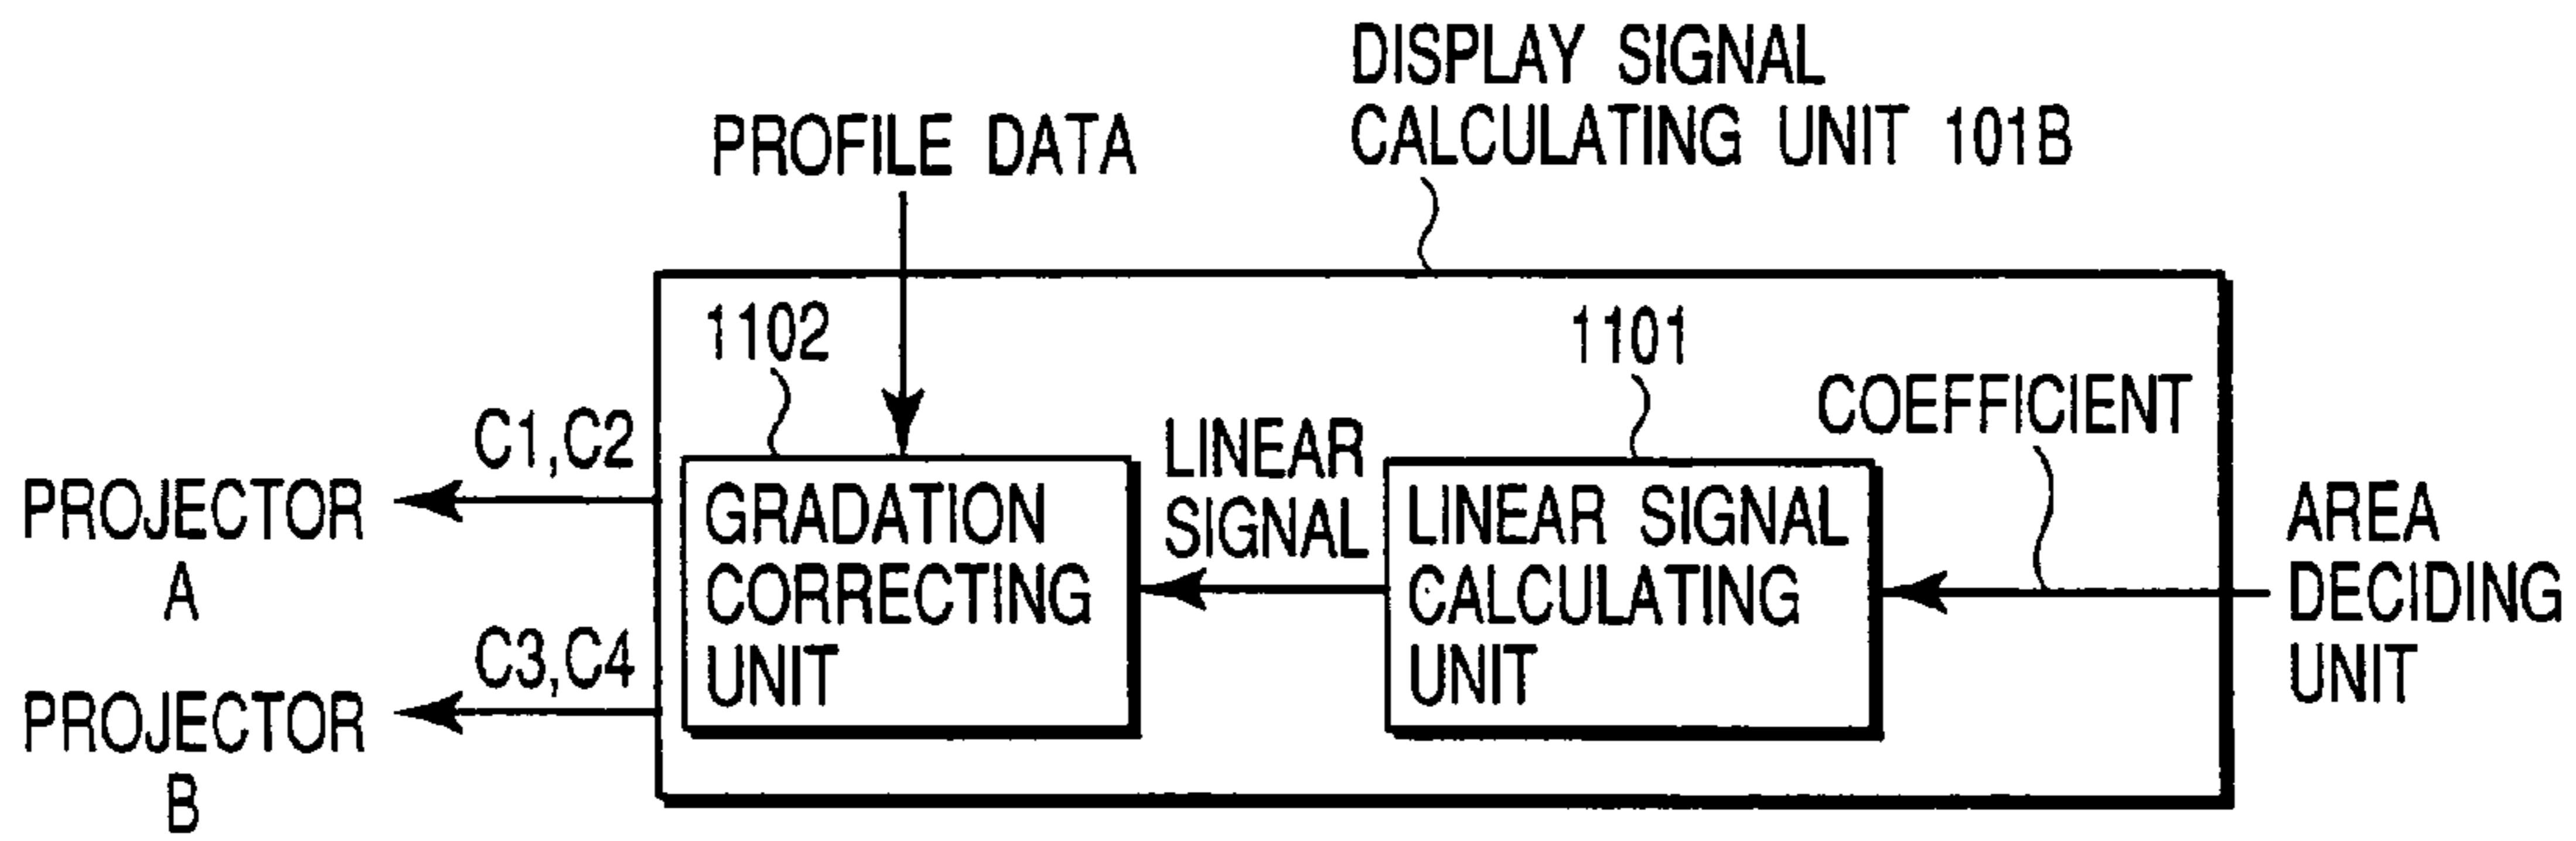 DISPLAY SIGNAL
CALCULATING UNIT 101B
PROFILE DATA
1102
1101
COEFFICIENT
C1,C2
LINEAR
SIGNAL
PROJECTOR
A
GRADATION
CORRECTING
UNIT
LINEAR SIGNAL
CALCULATING
UNIT
AREA
DECIDING
UNIT
C3,C4
PROJECTOR
B